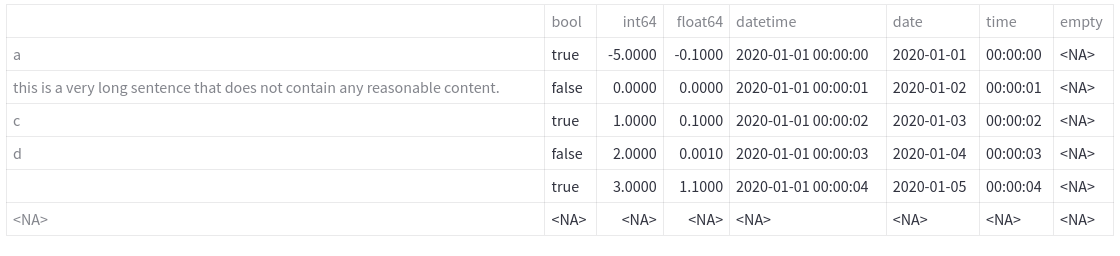 bool int64 float64 datetime date time empty
a true -5.0000 -0.1000 2020-01-01 00:00:00 2020-01-01 00:00:00 <NA>
this is a very long sentence that does not contain any reasonable content. false 0.0000 0.0000 2020-01-01 00:00:01 2020-01-02 00:00:01 <NA>
c true 1.0000 0.1000 2020-01-01 00:00:02 2020-01-03 00:00:02 <NA>
d false 2.0000 0.0010 2020-01-01 00:00:03 2020-01-04 00:00:03 <NA>
true 3.0000 1.1000 2020-01-01 00:00:04 2020-01-05 00:00:04 <NA>
<NA> <NA> <NA> <NA> <NA> <NA> <NA> <NA>